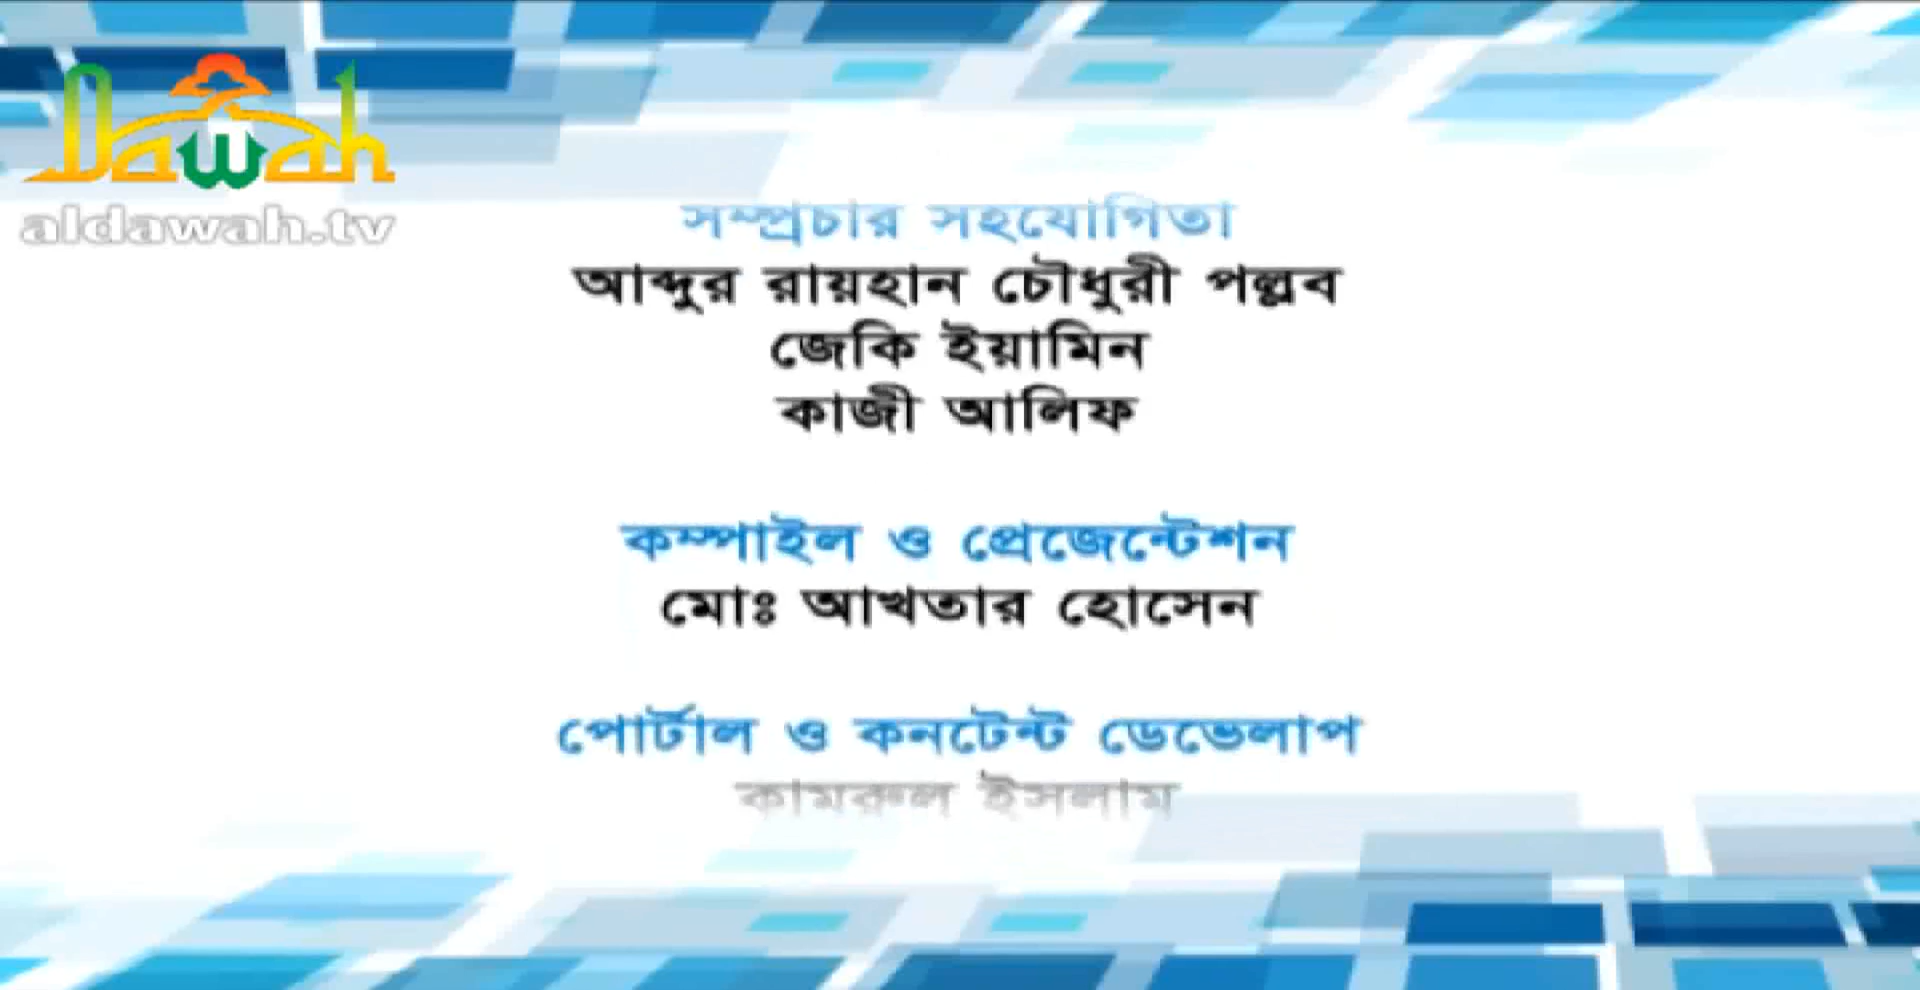 Dawah
aldawah.tv
সম্প্রচার সহযোগিতা
আব্দুর রায়হান চৌধুরী পল্লব
জেকি ইয়ামিন
কাজী আলিফ
কম্পাইল ও প্রেজেন্টেশন
মোঃ আখতার হোসেন
পোর্টাল ও কনটেন্ট ডেভেলাপ
কামরুল ইসলাম